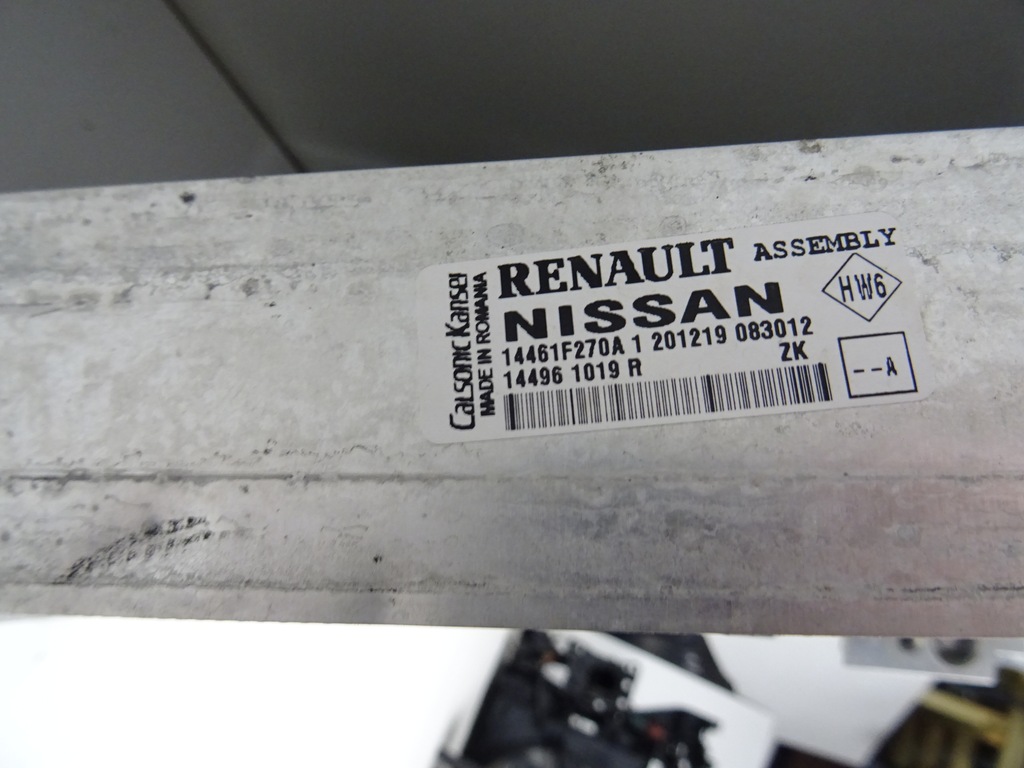 Calsonic Kansei
MADE IN ROMANIA
RENAULT ASSEMBLY
NISSAN
HW6
14461F270A 1 201219 083012
14496 1019 R ZK
--A